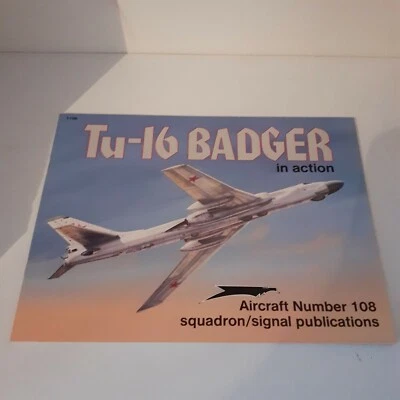 Tu-16 BADGER
in action
Aircraft Number 108
squadron/signal publications